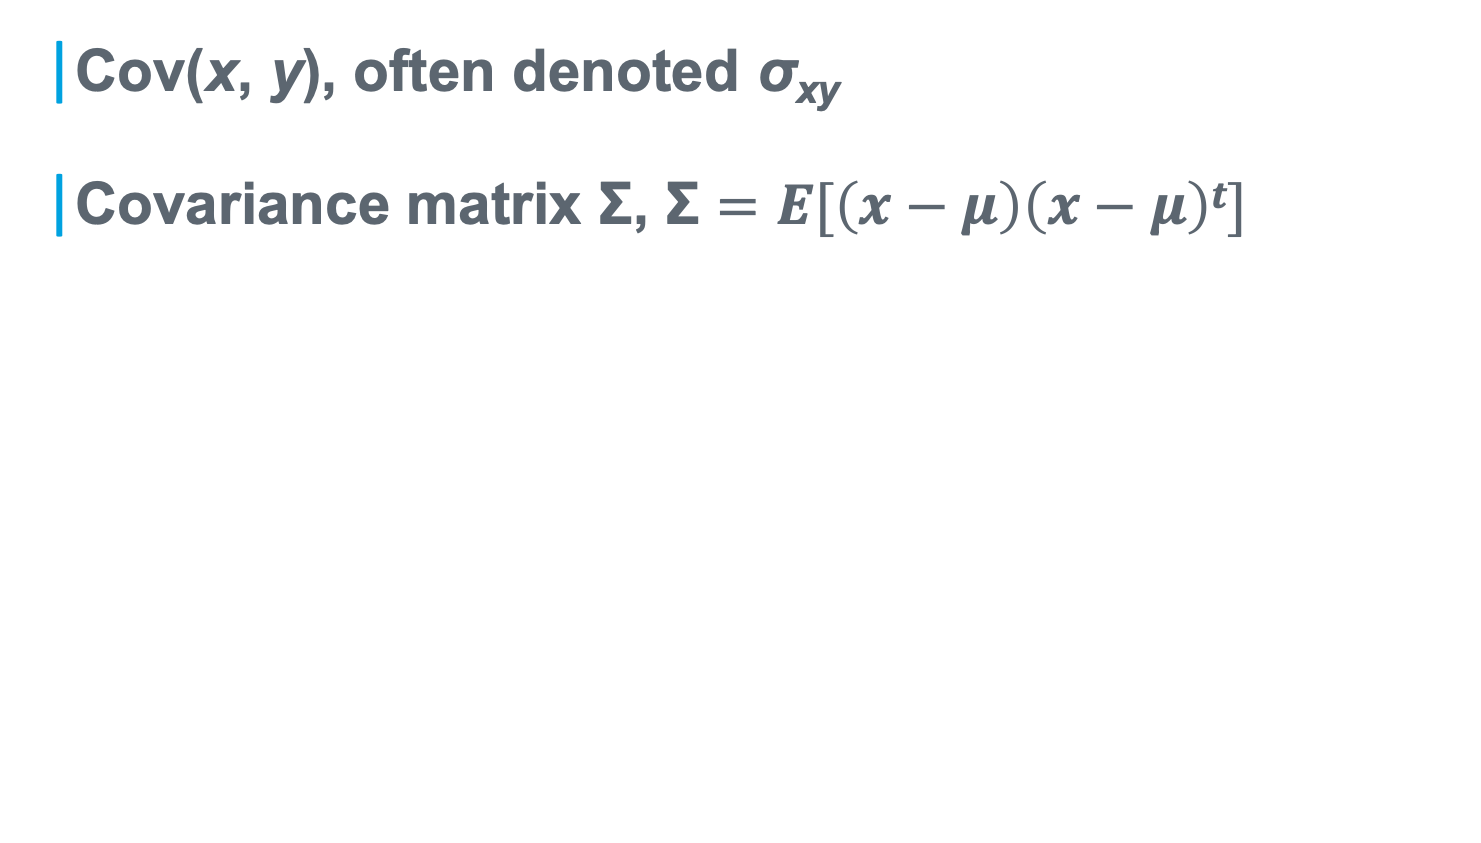 Cov(x, y), often denoted σxy
Covariance matrix Σ, Σ = E[(x − μ)(x − μ)ᵗ]